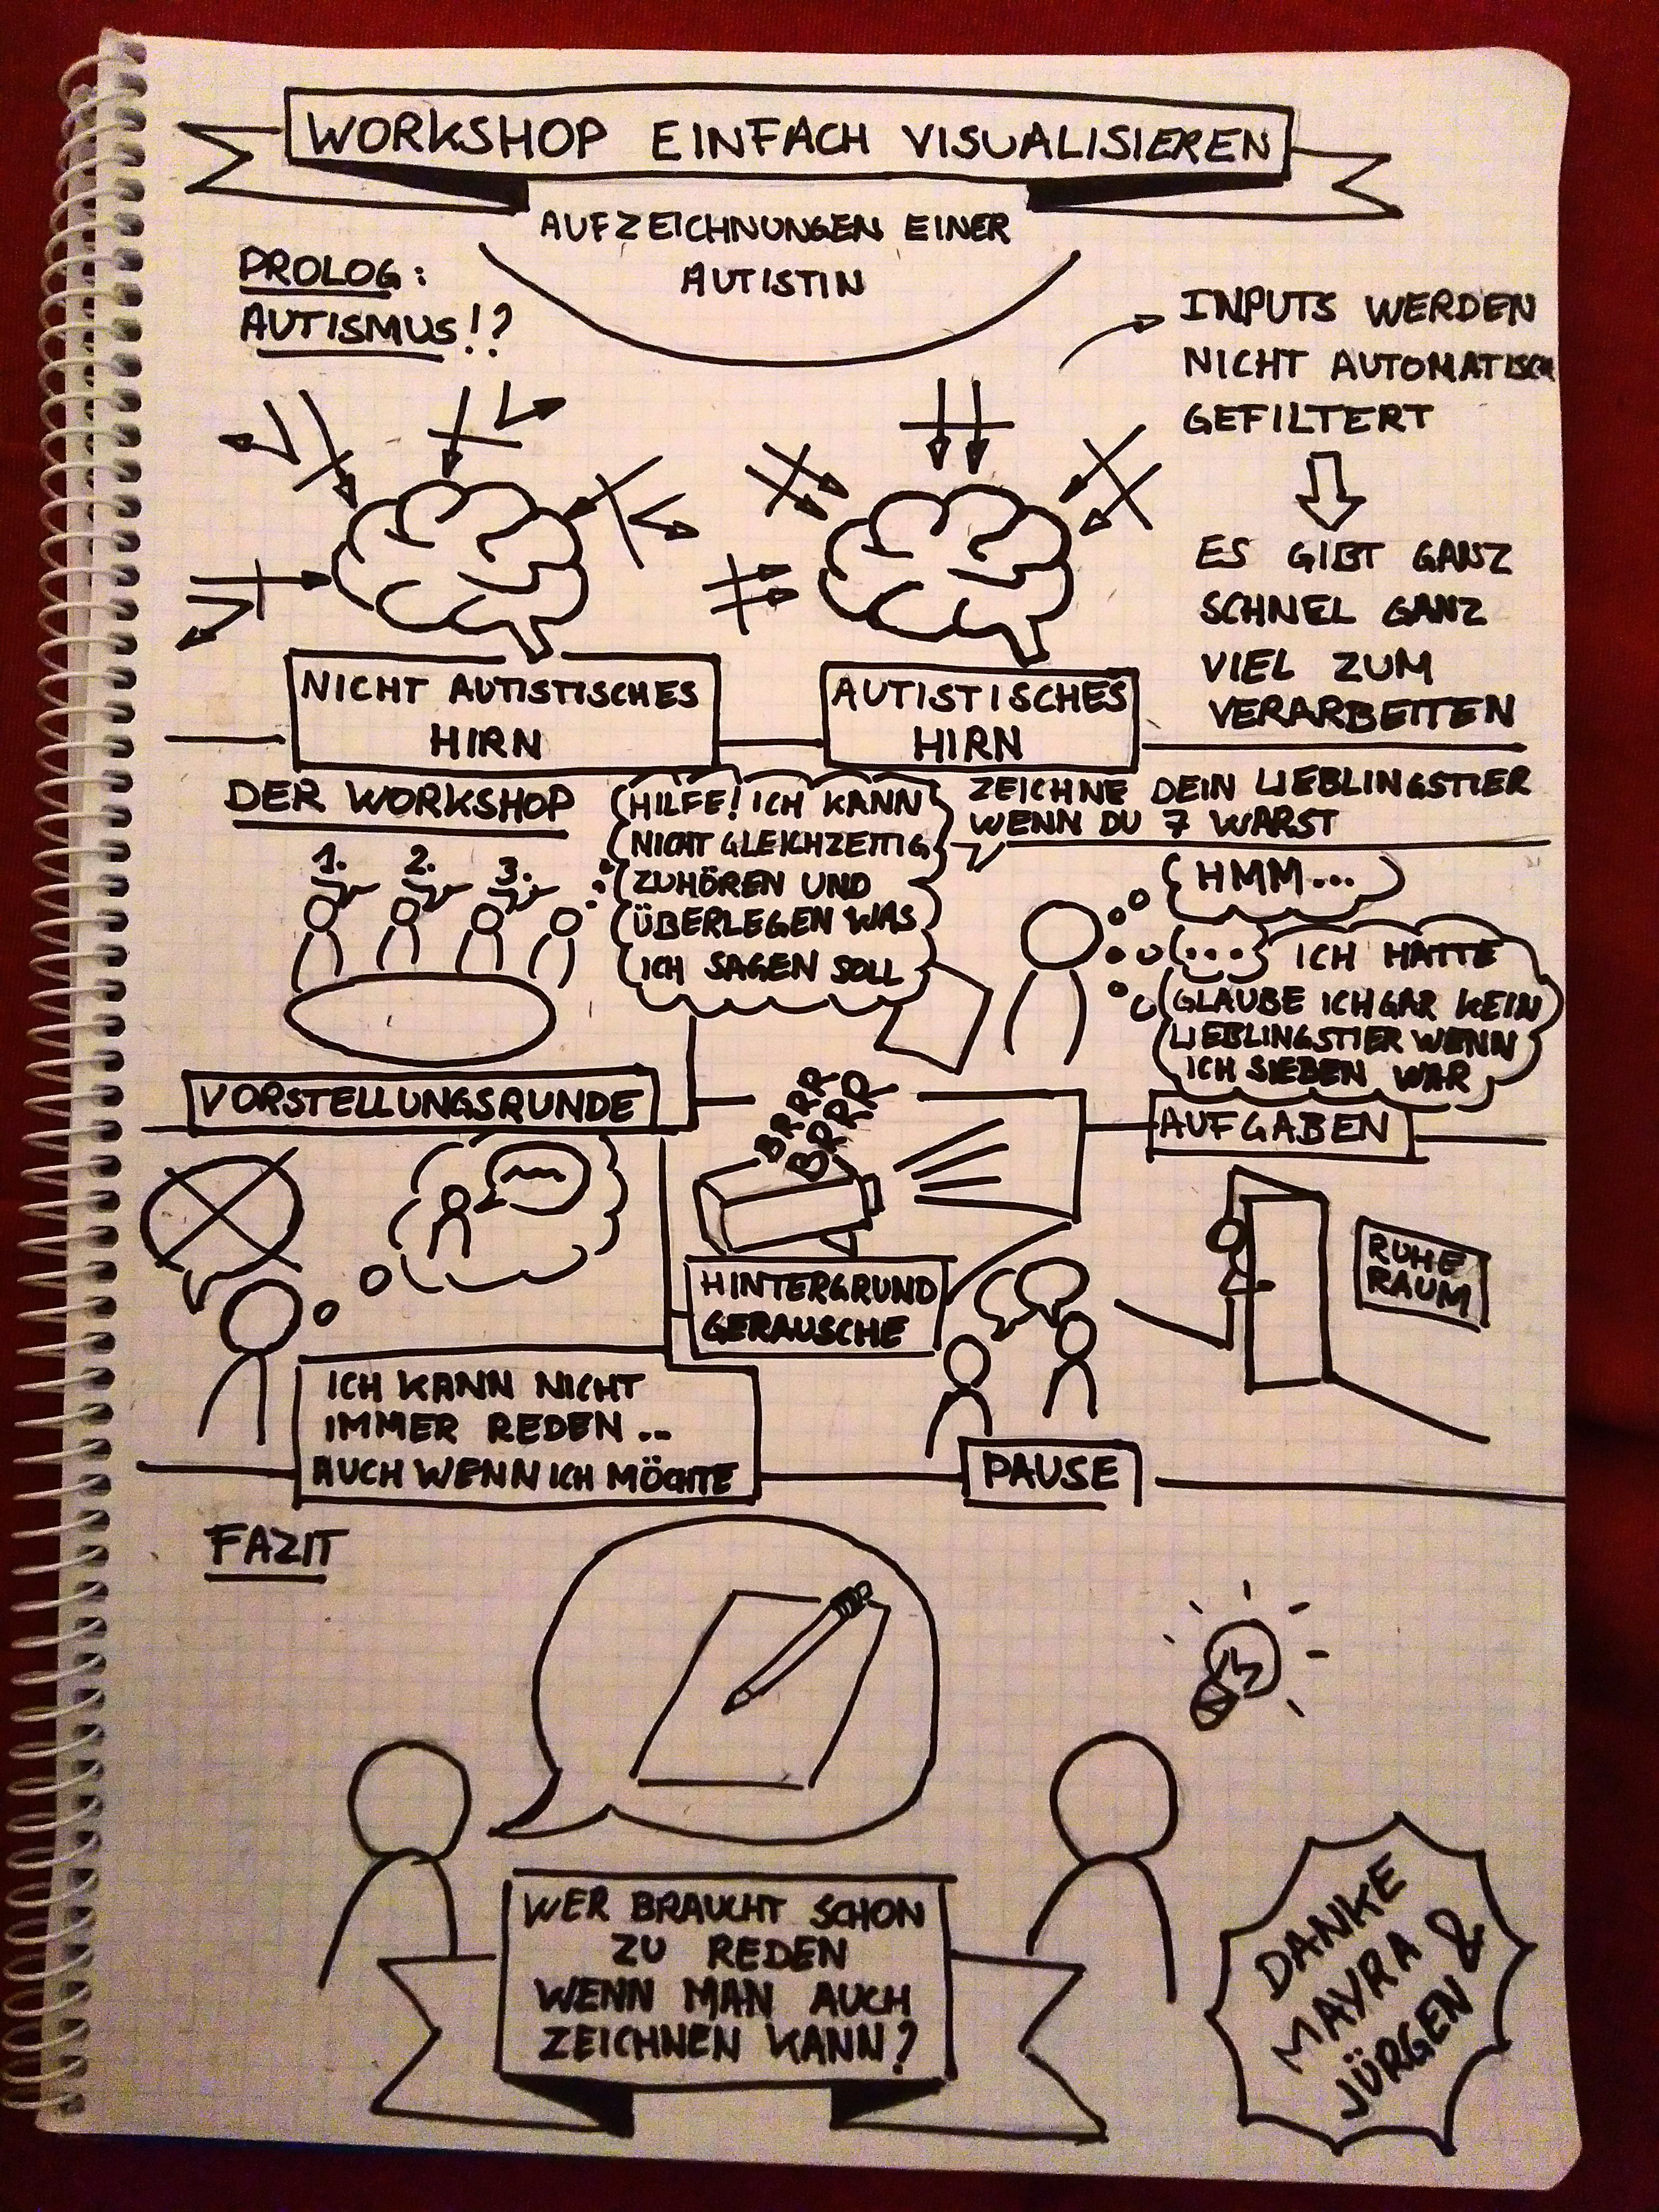 WORKSHOP EINFACH VISUALISIEREN
AUFZEICHNUNGEN EINER
AUTISTIN
PROLOG:
AUTISMUS!?
INPUTS WERDEN
NICHT AUTOMATISCH
GEFILTERT
ES GIBT GANZ
SCHNEL GANZ
VIEL ZUM
VERARBEITEN
NICHT AUTISTISCHES
HIRN
AUTISTISCHES
HIRN
DER WORKSHOP
1. 2. 3.
HILFE! ICH KANN
NICHT GLEICHZEITIG
ZUHÖREN UND
ÜBERLEGEN WAS
ICH SAGEN SOLL
VORSTELLUNGSRUNDE
ZEICHNE DEIN LIEBLINGSTIER
WENN DU 7 WARST
HMM...
...
ICH HATTE
GLAUBE ICH GAR KEIN
LIEBLINGSTIER WENN
ICH SIEBEN WAR
AUFGABEN
ICH KANN NICHT
IMMER REDEN...
AUCH WENN ICH MÖCHTE
BRRR
BRRR
HINTERGRUND
GERAUSCHE
RUHE
RAUM
PAUSE
FAZIT
WER BRAUCHT SCHON
ZU REDEN
WENN MAN AUCH
ZEICHNEN KANN?
DANKE
MAYRA &
JÜRGEN